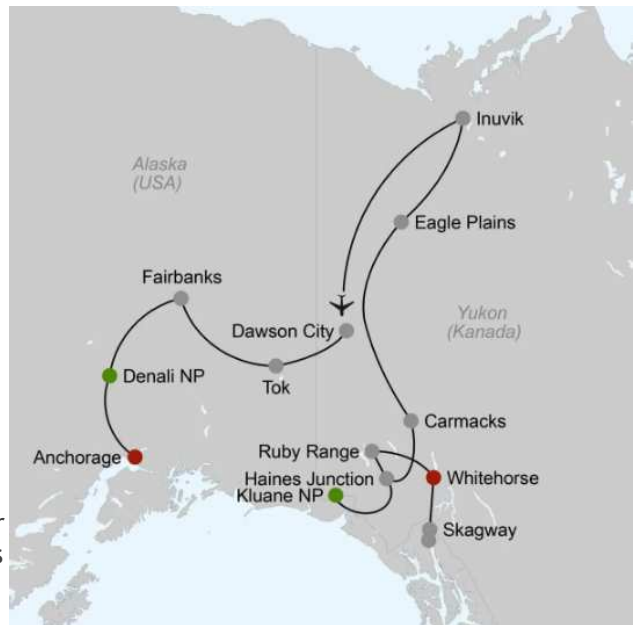 Inuvik
Alaska
(USA)
Eagle Plains
Fairbanks
Yukon
(Kanada)
Dawson City
Denali NP
Tok
Carmacks
Ruby Range
Anchorage
Haines Junction
Whitehorse
Kluane NP
Skagway
r
s